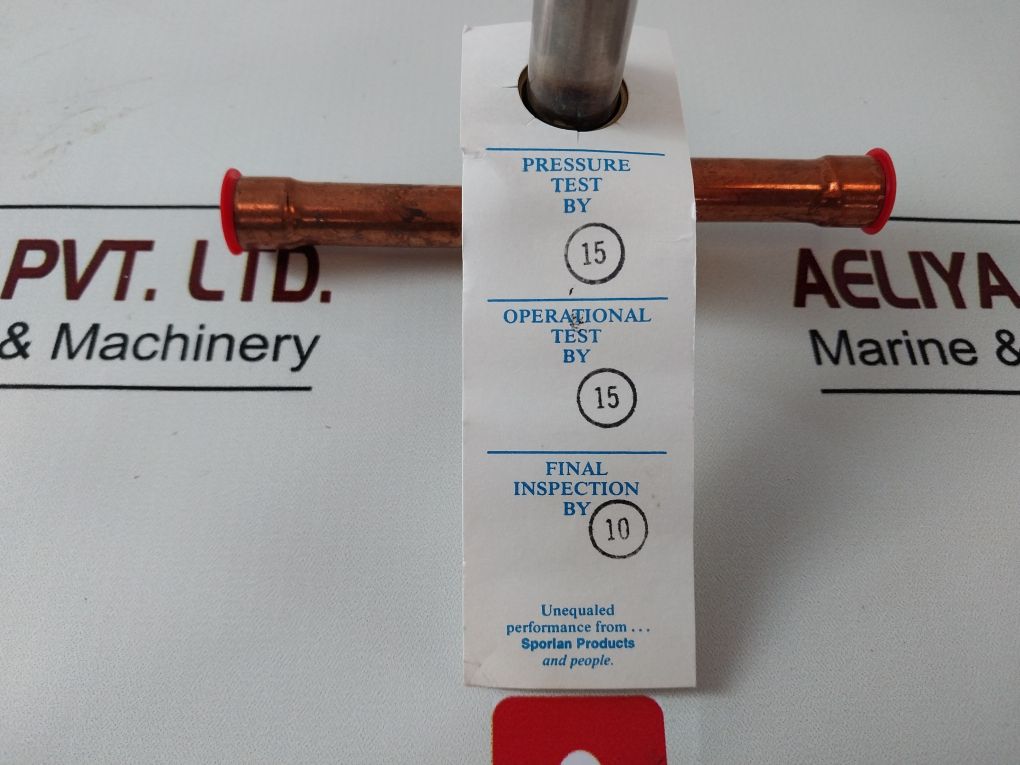 PRESSURE
TEST
BY
15
OPERATIONAL
TEST
BY
15
FINAL
INSPECTION
BY
10
Unequaled
performance from ...
Sporlan Products
and people.
PVT. LTD.
& Machinery
AELIYA
Marine &